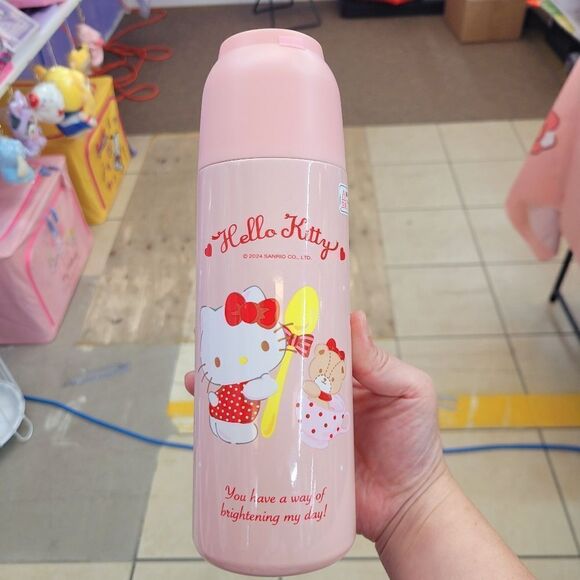 Hello Kitty
© 2024 SANRIO CO., LTD.
You have a way of
brightening my day!